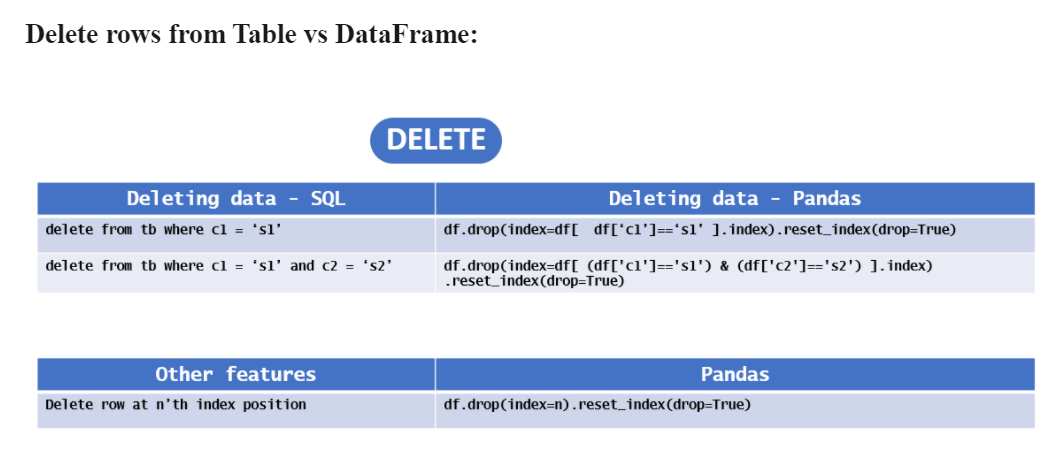 Delete rows from Table vs DataFrame:
DELETE
Deleting data - SQL
Deleting data - Pandas
delete from tb where c1 = ‘s1’
df.drop(index=df[  df[‘c1’]==‘s1’ ].index).reset_index(drop=True)
delete from tb where c1 = ‘s1’ and c2 = ‘s2’
df.drop(index=df[ (df['c1']=='s1') & (df['c2']=='s2') ].index)
.reset_index(drop=True)
Other features
Pandas
Delete row at n’th index position
df.drop(index=n).reset_index(drop=True)